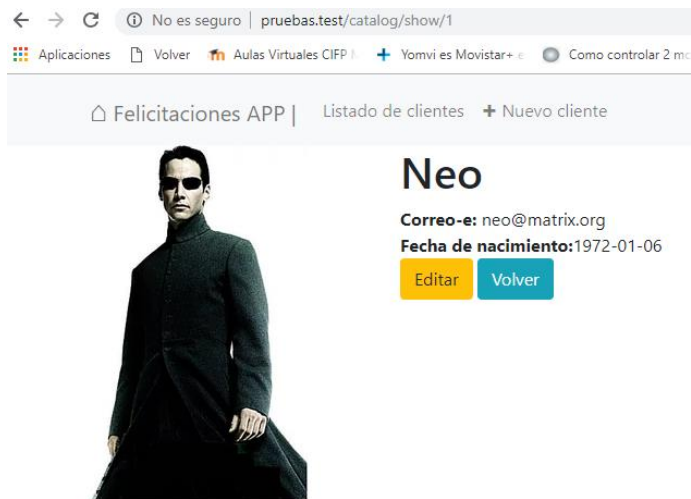 No es seguro | pruebas.test/catalog/show/1
Aplicaciones Volver Aulas Virtuales CIFP Yomvi es Movistar+ Como controlar 2
Felicitaciones APP | Listado de clientes + Nuevo cliente
Neo
Correo-e: neo@matrix.org
Fecha de nacimiento:1972-01-06
Editar Volver